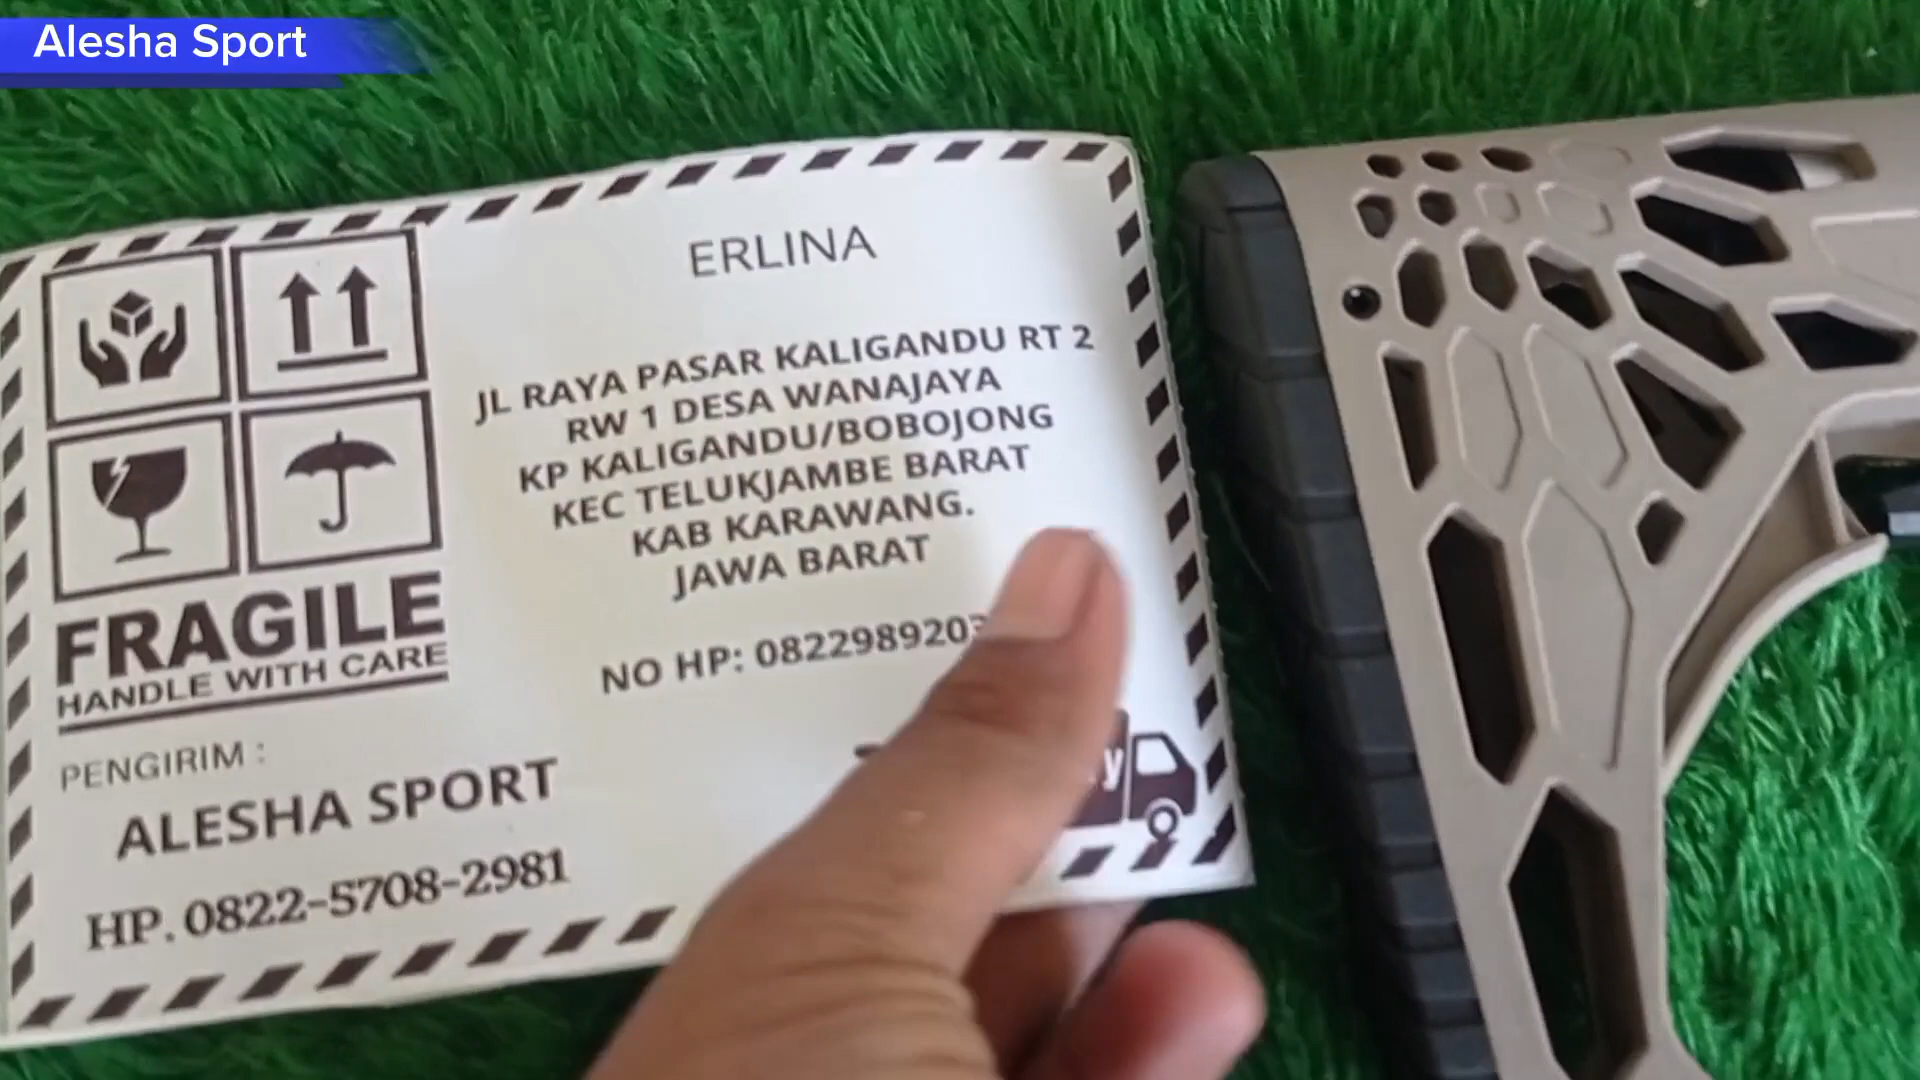 Alesha Sport
ERLINA
JL RAYA PASAR KALIGANDU RT 2
RW 1 DESA WANAJAYA
KP KALIGANDU/BOBOJONG
KEC TELUKJAMBE BARAT
KAB KARAWANG.
JAWA BARAT
NO HP:
FRAGILE
HANDLE WITH CARE
PENGIRIM :
ALESHA SPORT
HP. 0822-5708-2981